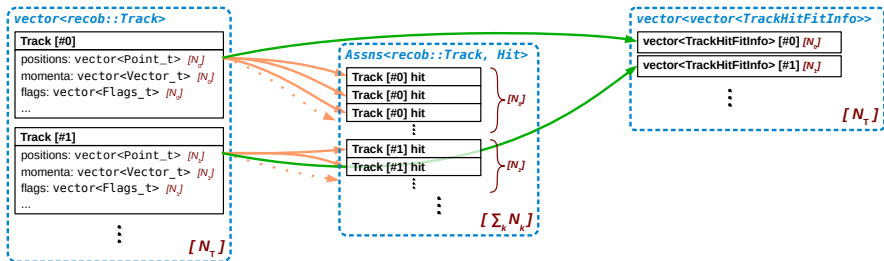 vector<recob::Track>
Track [#0]
positions: vector<Point_t> [N0]
momenta: vector<Vector_t> [N0]
flags: vector<Flags_t> [N0]
...
Track [#1]
positions: vector<Point_t> [N1]
momenta: vector<Vector_t> [N1]
flags: vector<Flags_t> [N1]
...
[NT]
Assns<recob::Track, Hit>
Track [#0] hit
Track [#0] hit
Track [#0] hit
[N0]
Track [#1] hit
Track [#1] hit
[N1]
[∑k Nk]
vector<vector<TrackHitFitInfo>>
vector<TrackHitFitInfo> [#0] [N0]
vector<TrackHitFitInfo> [#1] [N1]
[NT]